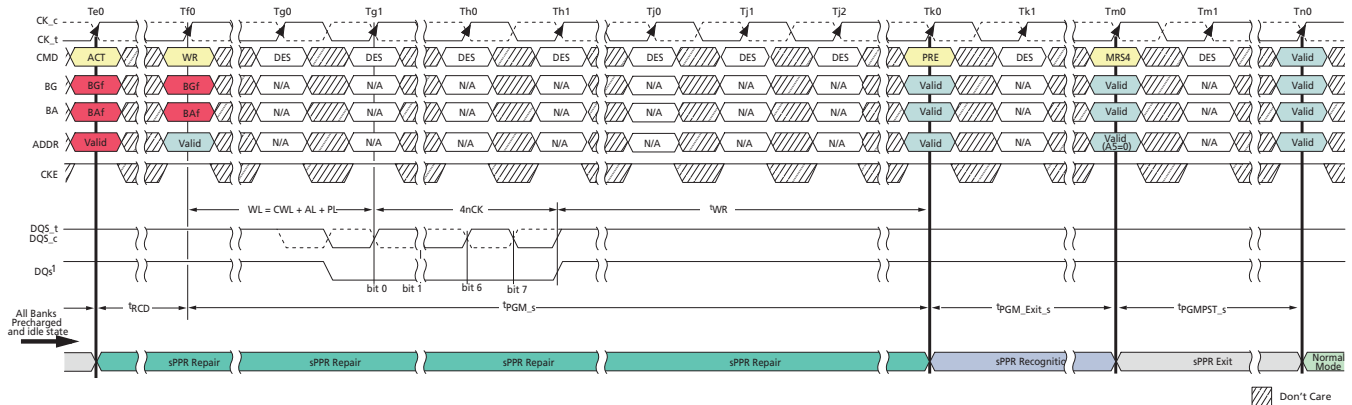 Te0 Tf0 Tg0 Tg1 Th0 Th1 Tj0 Tj1 Tj2 Tk0 Tk1 Tm0 Tm1 Tn0
CK_c
CK_t
CMD ACT WR DES DES DES DES DES DES DES PRE DES MRS4 DES Valid
BG BGf BGf N/A N/A N/A N/A N/A N/A N/A Valid N/A Valid N/A Valid
BA BAf BAf N/A N/A N/A N/A N/A N/A N/A Valid N/A Valid N/A Valid
ADDR Valid Valid N/A N/A N/A N/A N/A N/A N/A Valid N/A Valid (A5=0) N/A Valid
CKE
WL = CWL + AL + PL 4nCK tWR
DQS_t
DQS_c
DQs1
bit 0 bit 1 bit 6 bit 7
All Banks
Precharged
and idle state
tRCD tPGM_s tPGM_Exit_s tPGMPST_s
sPPR Repair sPPR Repair sPPR Repair sPPR Repair sPPR Recognitio sPPR Exit Normal
Mode
Don't Care